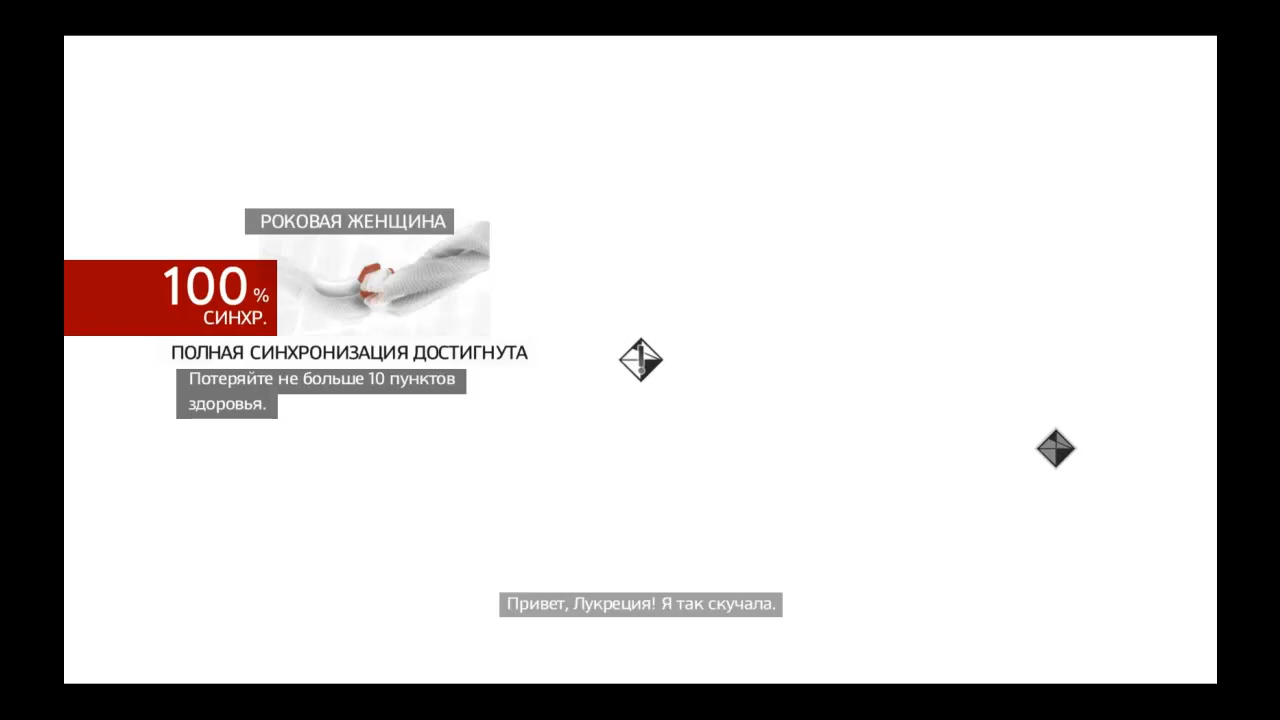 РОКОВАЯ ЖЕНЩИНА
100 %
СИНХР.
ПОЛНАЯ СИНХРОНИЗАЦИЯ ДОСТИГНУТА
Потеряйте не больше 10 пунктов
здоровья.
Привет, Лукреция! Я так скучала.